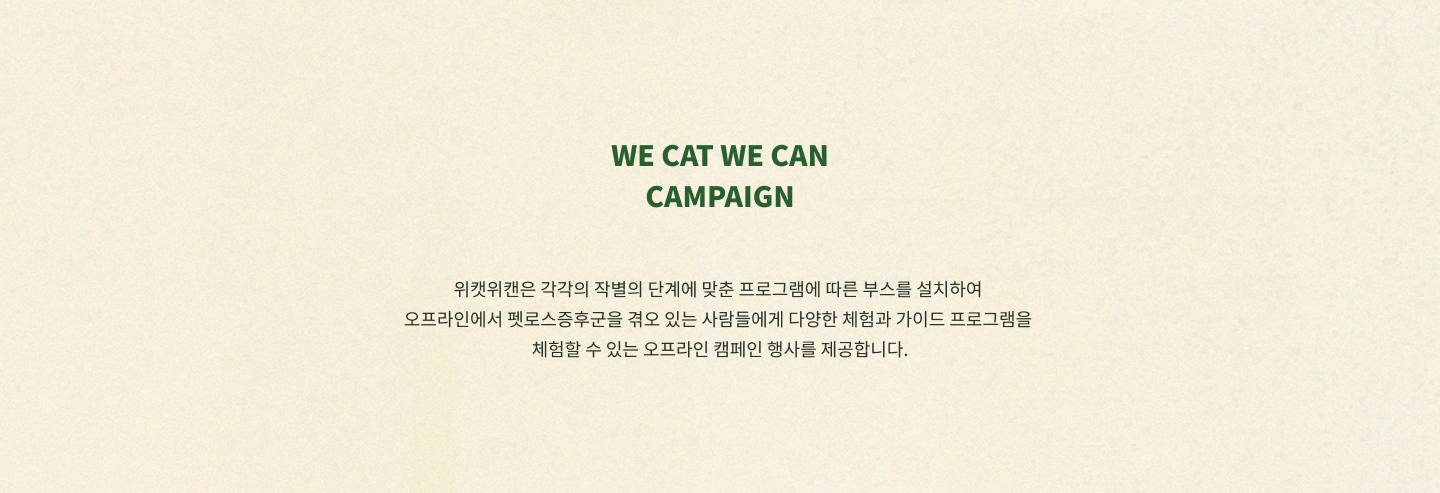 WE CAT WE CAN
CAMPAIGN
위캣위캔은 각각의 작별의 단계에 맞춘 프로그램에 따른 부스를 설치하여
오프라인에서 펫로스증후군을 겪오 있는 사람들에게 다양한 체험과 가이드 프로그램을
체험할 수 있는 오프라인 캠페인 행사를 제공합니다.